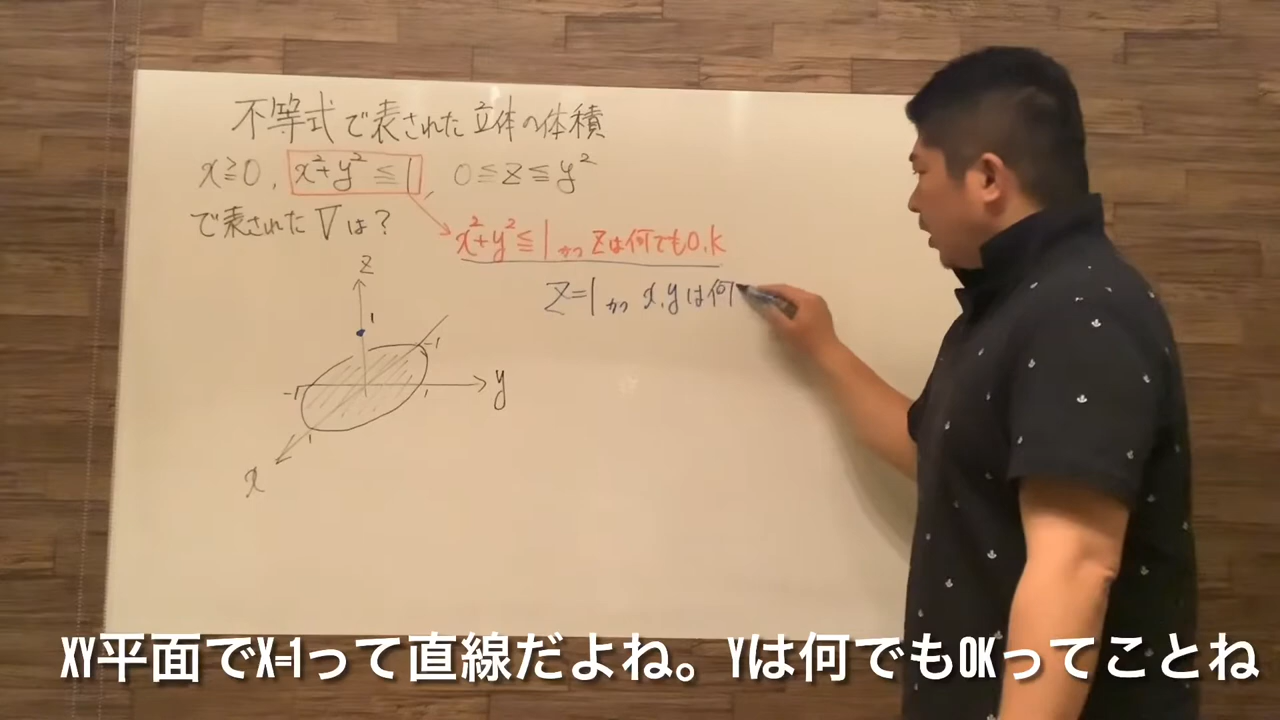 不等式で表された立体の体積
x≧0, x²+y²≦1, 0≦z≦y²
で表されたVは?
x²+y²≦1 かつ zは何でもO.K
z=1 かつ x,yは何
z
1
-1
-1
1
y
1
x
XY平面でX=1って直線だよね。Yは何でもOKってことね